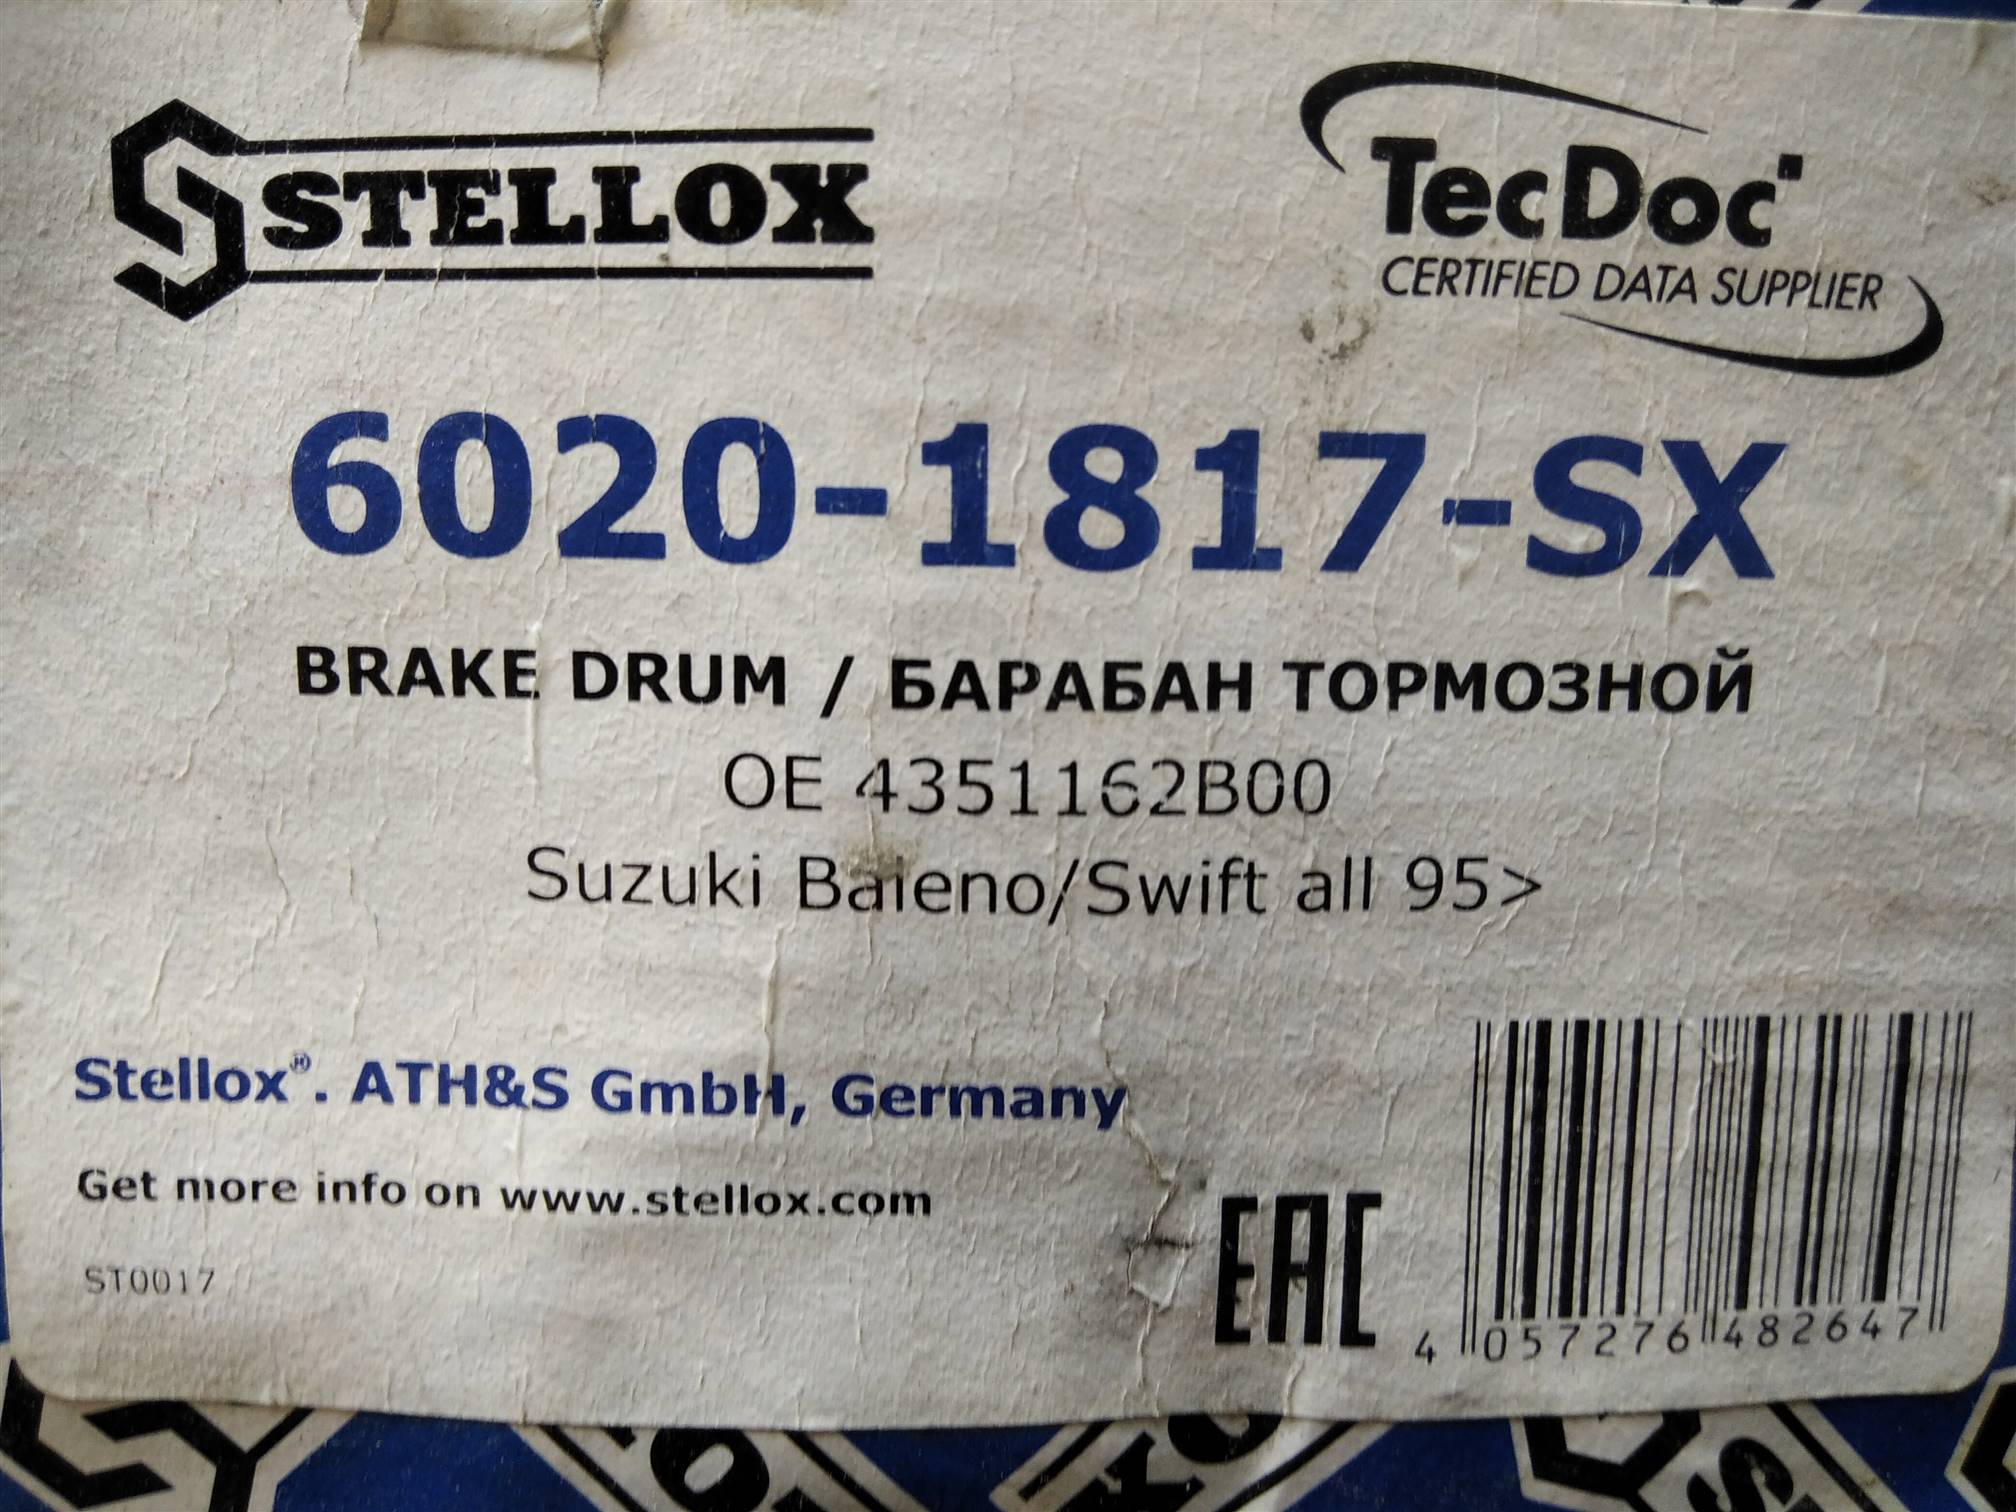 STELLOX
TecDoc
CERTIFIED DATA SUPPLIER
6020-1817-SX
BRAKE DRUM / БАРАБАН ТОРМОЗНОЙ
OE 4351162B00
Suzuki Baleno/Swift all 95>
Stellox®. ATH&S GmbH, Germany
Get more info on www.stellox.com
ST0017
EAC
4 057276 482647